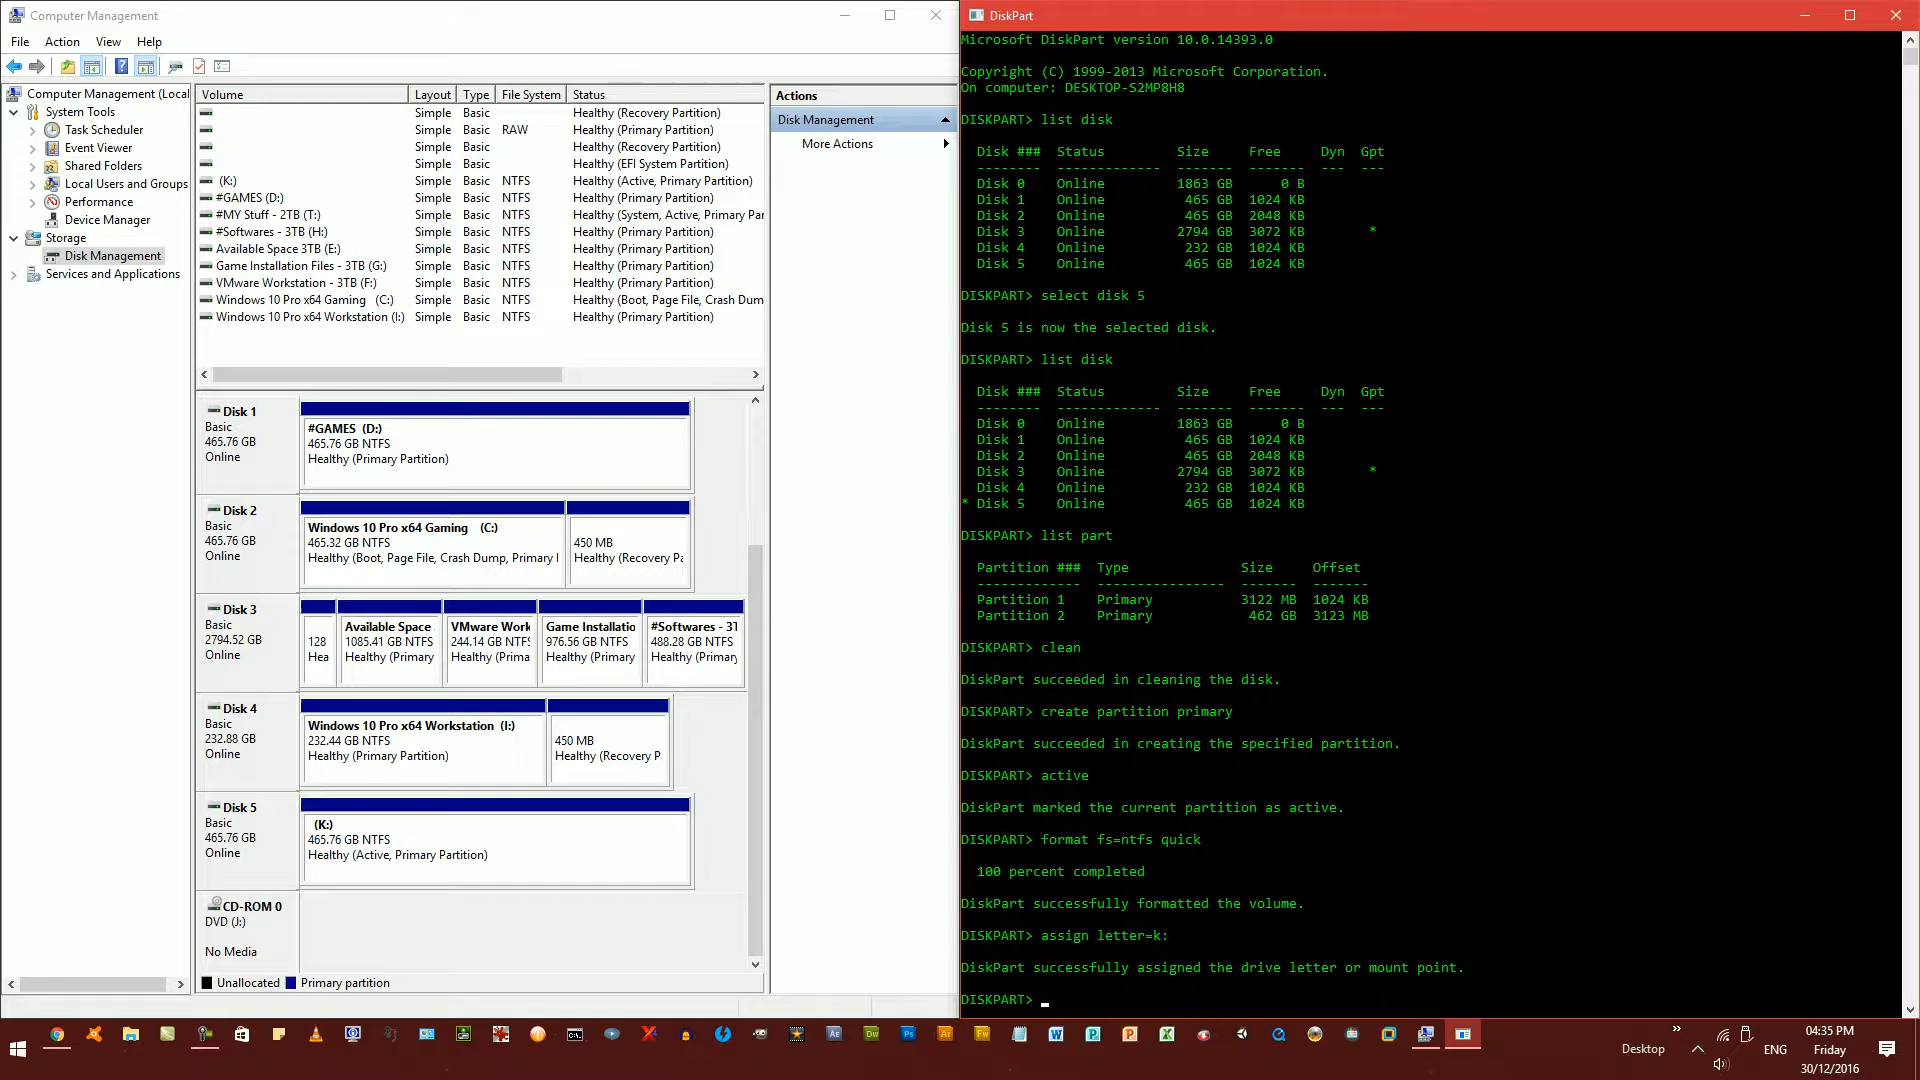 Computer Management
File Action View Help
Computer Management (Local
System Tools
Task Scheduler
Event Viewer
Shared Folders
Local Users and Groups
Performance
Device Manager
Storage
Disk Management
Services and Applications
Volume Layout Type File System Status
Simple Basic Healthy (Recovery Partition)
Simple Basic RAW Healthy (Primary Partition)
Simple Basic Healthy (Recovery Partition)
Simple Basic Healthy (EFI System Partition)
(K:) Simple Basic NTFS Healthy (Active, Primary Partition)
#GAMES (D:) Simple Basic NTFS Healthy (Primary Partition)
#MY Stuff - 2TB (T:) Simple Basic NTFS Healthy (System, Active, Primary Par
#Softwares - 3TB (H:) Simple Basic NTFS Healthy (Primary Partition)
Available Space 3TB (E:) Simple Basic NTFS Healthy (Primary Partition)
Game Installation Files - 3TB (G:) Simple Basic NTFS Healthy (Primary Partition)
VMware Workstation - 3TB (F:) Simple Basic NTFS Healthy (Primary Partition)
Windows 10 Pro x64 Gaming (C:) Simple Basic NTFS Healthy (Boot, Page File, Crash Dum
Windows 10 Pro x64 Workstation (I:) Simple Basic NTFS Healthy (Primary Partition)
Disk 1
Basic
465.76 GB
Online
#GAMES (D:)
465.76 GB NTFS
Healthy (Primary Partition)
Disk 2
Basic
465.76 GB
Online
Windows 10 Pro x64 Gaming (C:)
465.32 GB NTFS
Healthy (Boot, Page File, Crash Dump, Primary
450 MB
Healthy (Recovery Pa
Disk 3
Basic
2794.52 GB
Online
128
Hea
Available Space
1085.41 GB NTFS
Healthy (Primary
VMware Work
244.14 GB NTFS
Healthy (Prima
Game Installatio
976.56 GB NTFS
Healthy (Primary
#Softwares - 3T
488.28 GB NTFS
Healthy (Primary
Disk 4
Basic
232.88 GB
Online
Windows 10 Pro x64 Workstation (I:)
232.44 GB NTFS
Healthy (Primary Partition)
450 MB
Healthy (Recovery P
Disk 5
Basic
465.76 GB
Online
(K:)
465.76 GB NTFS
Healthy (Active, Primary Partition)
CD-ROM 0
DVD (J:)
No Media
Unallocated Primary partition
Actions
Disk Management
More Actions
DiskPart
Microsoft DiskPart version 10.0.14393.0
Copyright (C) 1999-2013 Microsoft Corporation.
On computer: DESKTOP-S2MP8H8
DISKPART> list disk
Disk ### Status Size Free Dyn Gpt
-------- ------------- ------- ------- --- ---
Disk 0 Online 1863 GB 0 B
Disk 1 Online 465 GB 1024 KB
Disk 2 Online 465 GB 2048 KB
Disk 3 Online 2794 GB 3072 KB *
Disk 4 Online 232 GB 1024 KB
Disk 5 Online 465 GB 1024 KB
DISKPART> select disk 5
Disk 5 is now the selected disk.
DISKPART> list disk
Disk ### Status Size Free Dyn Gpt
-------- ------------- ------- ------- --- ---
Disk 0 Online 1863 GB 0 B
Disk 1 Online 465 GB 1024 KB
Disk 2 Online 465 GB 2048 KB
Disk 3 Online 2794 GB 3072 KB *
Disk 4 Online 232 GB 1024 KB
* Disk 5 Online 465 GB 1024 KB
DISKPART> list part
Partition ### Type Size Offset
------------- ---------------- ------- -------
Partition 1 Primary 3122 MB 1024 KB
Partition 2 Primary 462 GB 3123 MB
DISKPART> clean
DiskPart succeeded in cleaning the disk.
DISKPART> create partition primary
DiskPart succeeded in creating the specified partition.
DISKPART> active
DiskPart marked the current partition as active.
DISKPART> format fs=ntfs quick
100 percent completed
DiskPart successfully formatted the volume.
DISKPART> assign letter=k:
DiskPart successfully assigned the drive letter or mount point.
DISKPART>
Ae Dw Ps Ai Fw
Desktop
ENG
04:35 PM
Friday
30/12/2016